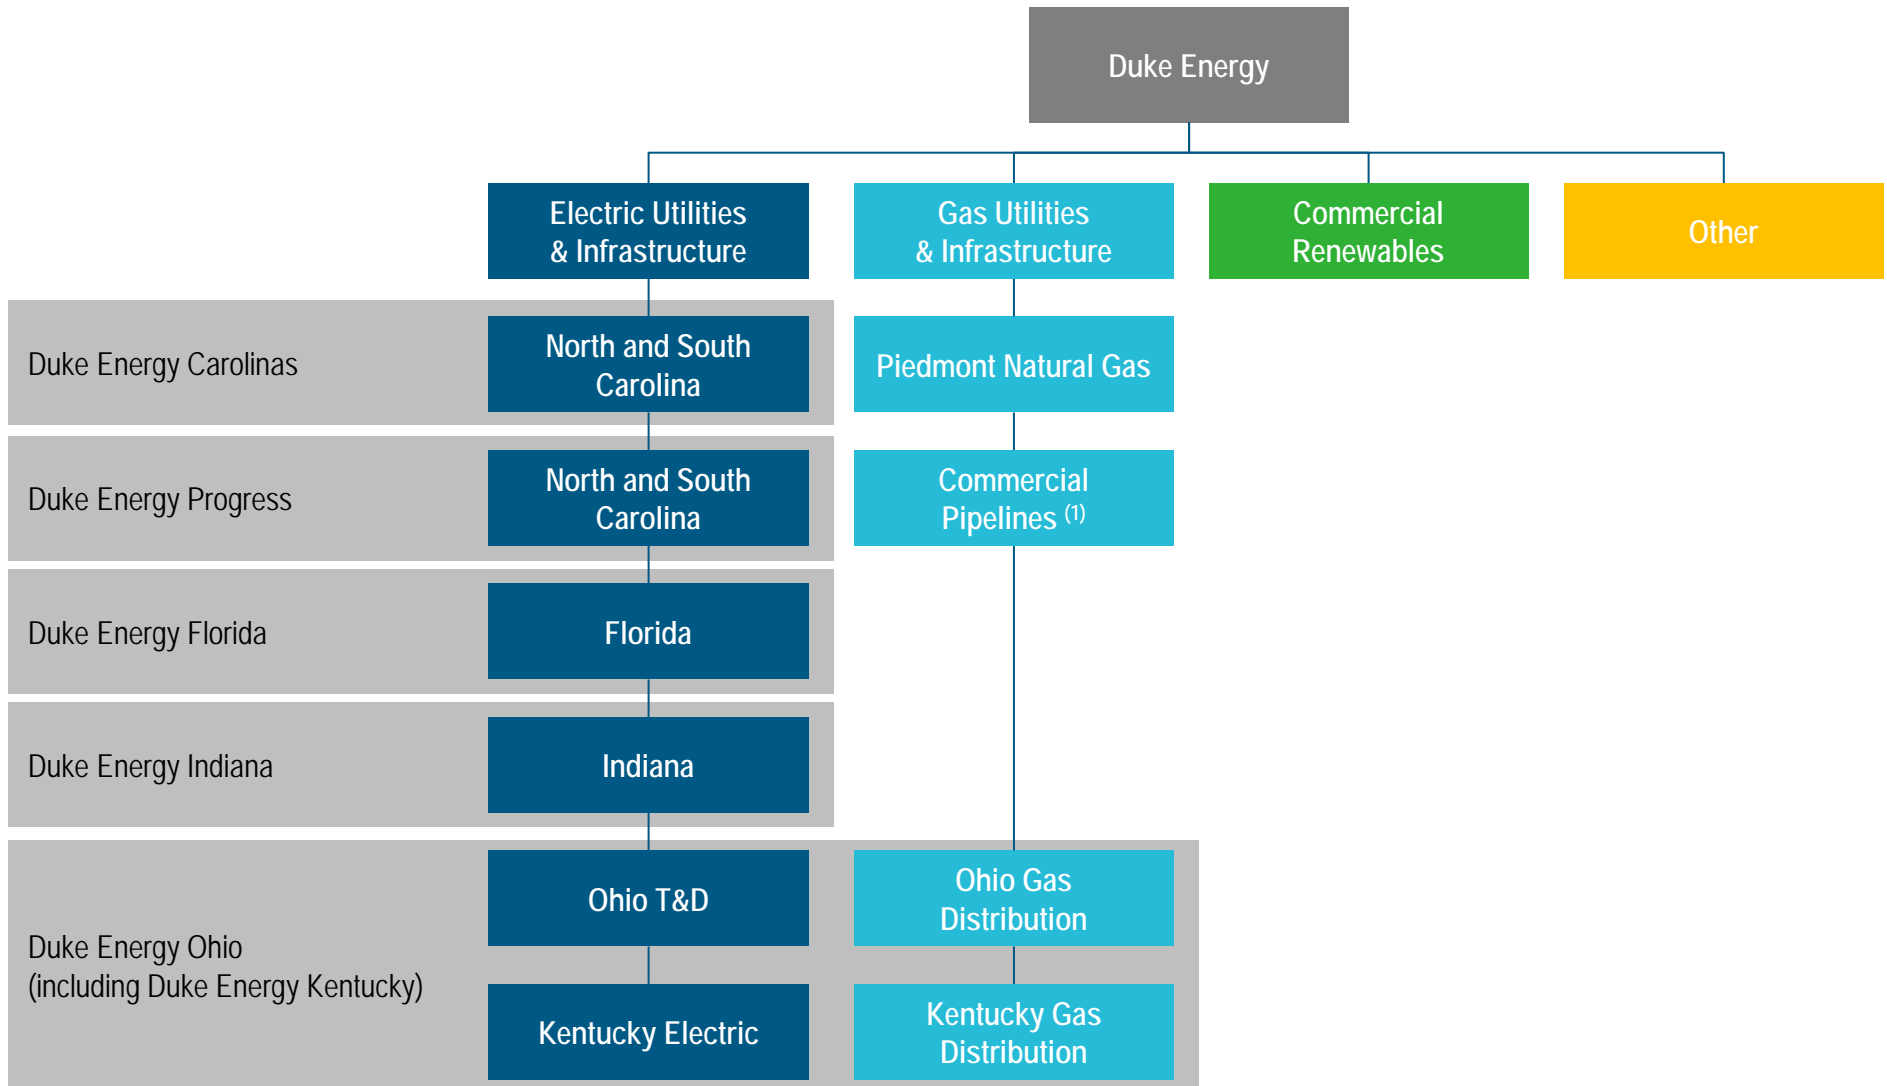 Duke Energy
Electric Utilities
& Infrastructure
Gas Utilities
& Infrastructure
Commercial
Renewables
Other
Duke Energy Carolinas
North and South
Carolina
Piedmont Natural Gas
Duke Energy Progress
North and South
Carolina
Commercial
Pipelines (1)
Duke Energy Florida
Florida
Duke Energy Indiana
Indiana
Duke Energy Ohio
(including Duke Energy Kentucky)
Ohio T&D
Ohio Gas
Distribution
Kentucky Electric
Kentucky Gas
Distribution